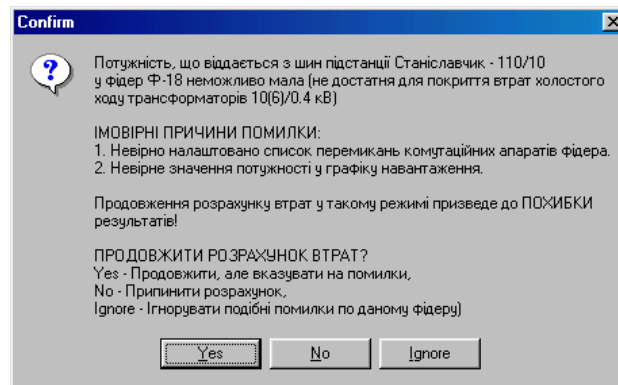 Confirm
Потужність, що віддається з шин підстанції Станіславчик - 110/10
у фідер Ф-18 неможливо мала (не достатня для покриття втрат холостого
ходу трансформаторів 10(6)/0.4 кВ)
ІМОВІРНІ ПРИЧИНИ ПОМИЛКИ:
1. Невірно налаштовано список перемикань комутаційних апаратів фідера.
2. Невірне значення потужності у графіку навантаження.
Продовження розрахунку втрат у такому режимі призведе до ПОХИБКИ
результатів!
ПРОДОВЖИТИ РОЗРАХУНОК ВТРАТ?
Yes - Продовжити, але вказувати на помилки,
No - Припинити розрахунок,
Ignore - Ігнорувати подібні помилки по даному фідеру)
Yes No Ignore